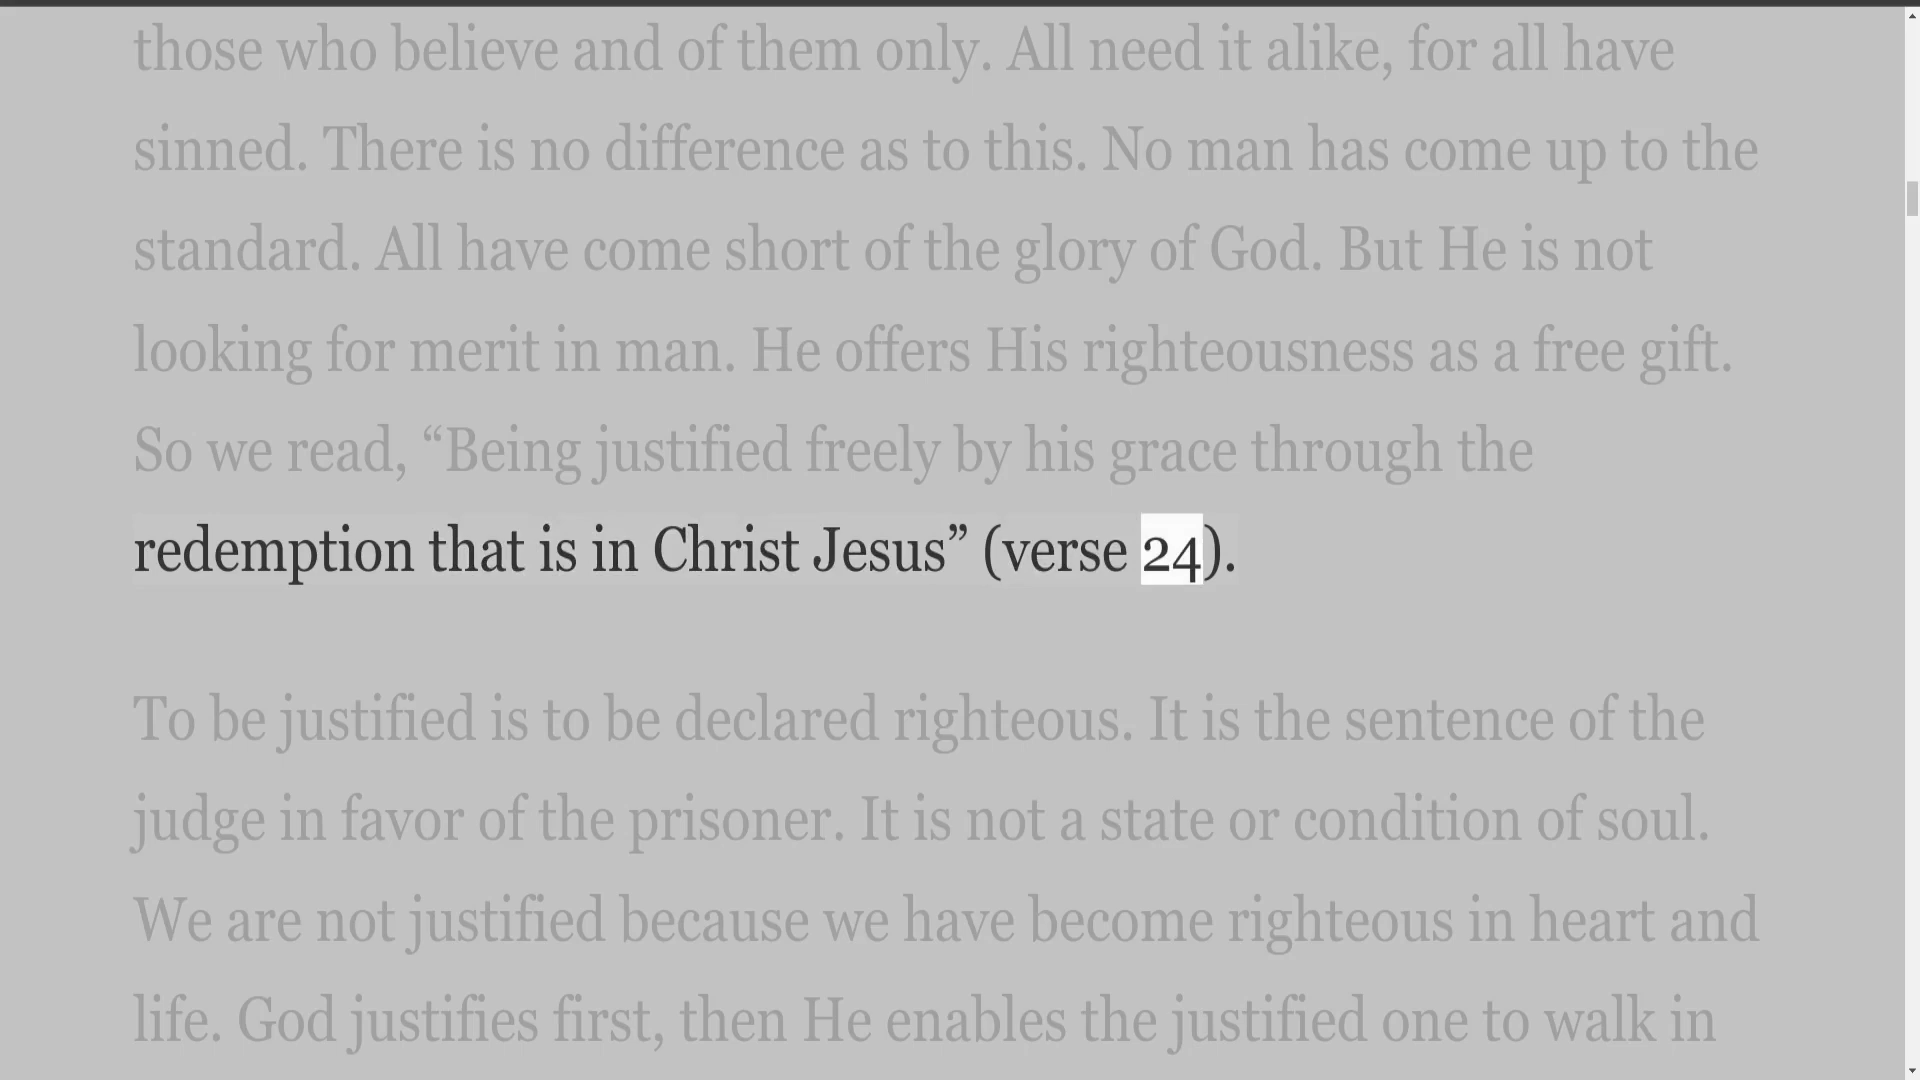 those who believe and of them only. All need it alike, for all have
sinned. There is no difference as to this. No man has come up to the
standard. All have come short of the glory of God. But He is not
looking for merit in man. He offers His righteousness as a free gift.
So we read, “Being justified freely by his grace through the
redemption that is in Christ Jesus” (verse 24).
To be justified is to be declared righteous. It is the sentence of the
judge in favor of the prisoner. It is not a state or condition of soul.
We are not justified because we have become righteous in heart and
life. God justifies first, then He enables the justified one to walk in